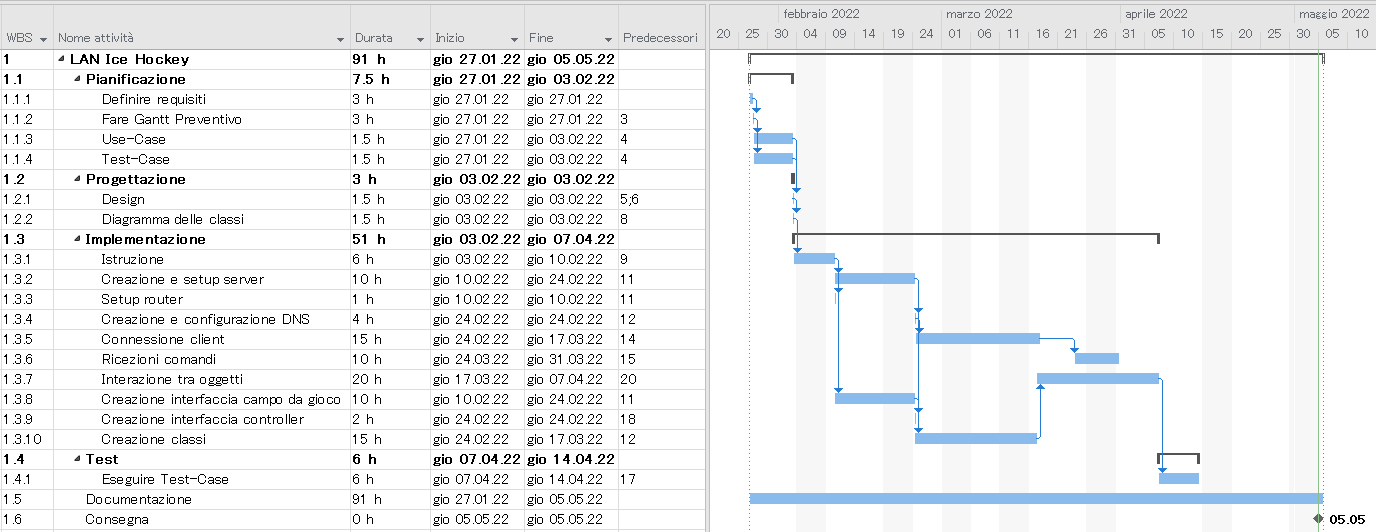 febbraio 2022 marzo 2022 aprile 2022 maggio 2022
WBS Nome attività Durata Inizio Fine Predecessori 20 25 30 04 09 14 19 24 01 06 11 16 21 26 31 05 10 15 20 25 30 05 10
1 LAN Ice Hockey 91 h gio 27.01.22 gio 05.05.22
1.1 Pianificazione 7.5 h gio 27.01.22 gio 03.02.22
1.1.1 Definire requisiti 3 h gio 27.01.22 gio 27.01.22
1.1.2 Fare Gantt Preventivo 3 h gio 27.01.22 gio 27.01.22 3
1.1.3 Use-Case 1.5 h gio 27.01.22 gio 03.02.22 4
1.1.4 Test-Case 1.5 h gio 27.01.22 gio 03.02.22 4
1.2 Progettazione 3 h gio 03.02.22 gio 03.02.22
1.2.1 Design 1.5 h gio 03.02.22 gio 03.02.22 5;6
1.2.2 Diagramma delle classi 1.5 h gio 03.02.22 gio 03.02.22 8
1.3 Implementazione 51 h gio 03.02.22 gio 07.04.22
1.3.1 Istruzione 6 h gio 03.02.22 gio 10.02.22 9
1.3.2 Creazione e setup server 10 h gio 10.02.22 gio 24.02.22 11
1.3.3 Setup router 1 h gio 10.02.22 gio 10.02.22 11
1.3.4 Creazione e configurazione DNS 4 h gio 24.02.22 gio 24.02.22 12
1.3.5 Connessione client 15 h gio 24.02.22 gio 17.03.22 14
1.3.6 Ricezioni comandi 10 h gio 24.03.22 gio 31.03.22 15
1.3.7 Interazione tra oggetti 20 h gio 17.03.22 gio 07.04.22 20
1.3.8 Creazione interfaccia campo da gioco 10 h gio 10.02.22 gio 24.02.22 11
1.3.9 Creazione interfaccia controller 2 h gio 24.02.22 gio 24.02.22 18
1.3.10 Creazione classi 15 h gio 24.02.22 gio 17.03.22 12
1.4 Test 6 h gio 07.04.22 gio 14.04.22
1.4.1 Eseguire Test-Case 6 h gio 07.04.22 gio 14.04.22 17
1.5 Documentazione 91 h gio 27.01.22 gio 05.05.22
1.6 Consegna 0 h gio 05.05.22 gio 05.05.22 05.05